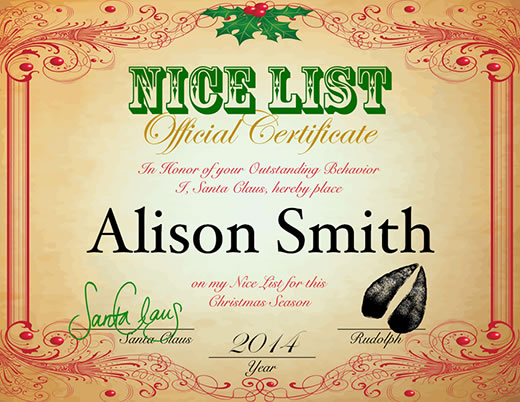 NICE LIST
Official Certificate
In Honor of your Outstanding Behavior
I, Santa Claus, hereby place
Alison Smith
on my Nice List for this
Christmas Season
Santa Claus
Santa Claus
2014
Rudolph
Year